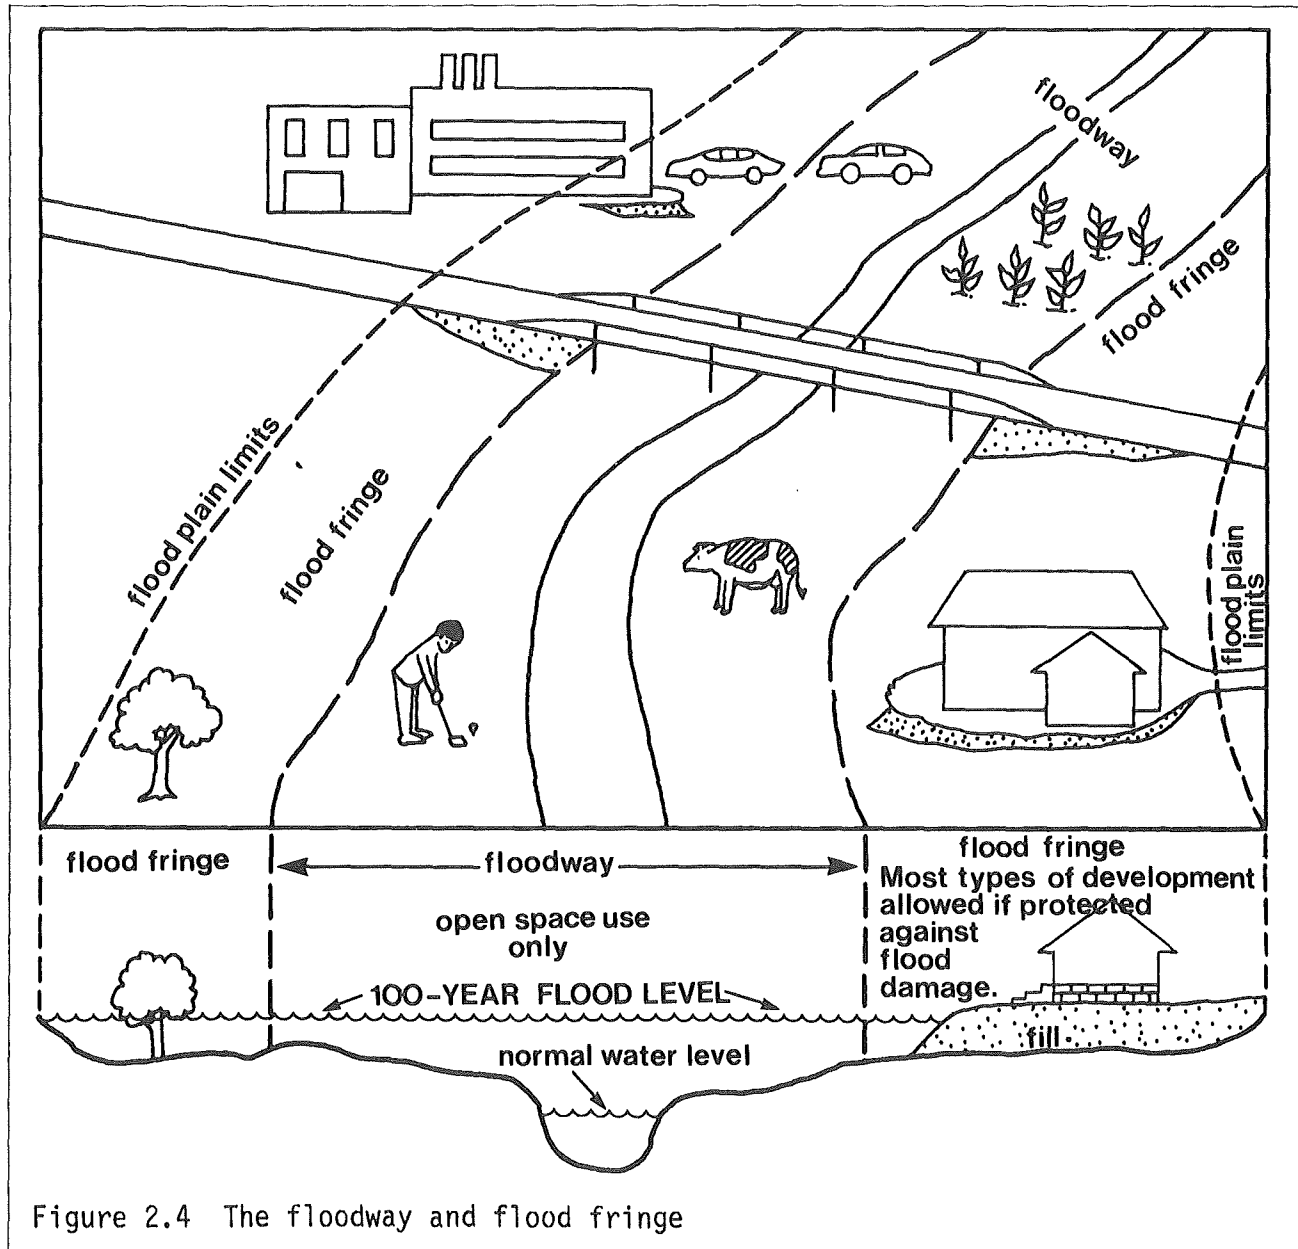 floodway
flood fringe
flood plain limits
flood fringe
flood plain
limits
flood fringe
floodway
flood fringe
Most types of development
allowed if protected
against
flood
damage.
open space use
only
100-YEAR FLOOD LEVEL
normal water level
fill
Figure 2.4 The floodway and flood fringe